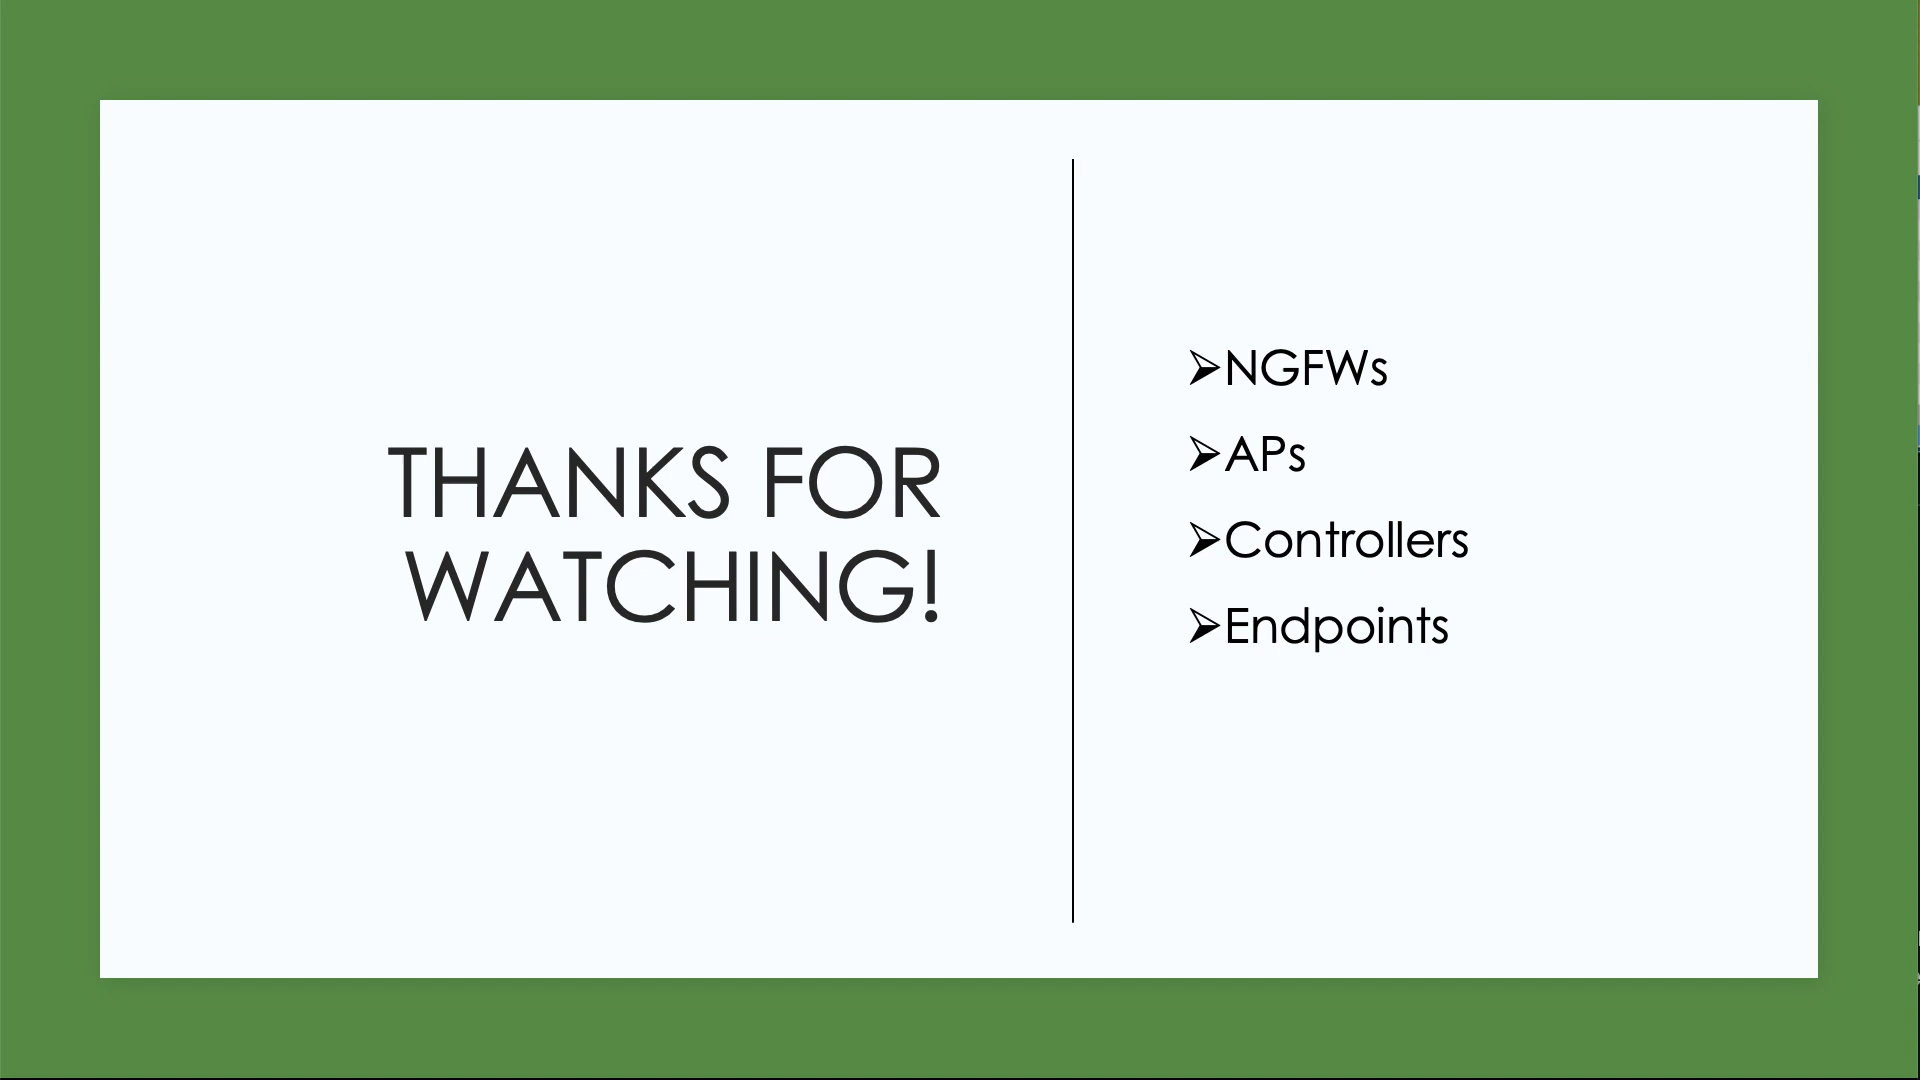 THANKS FOR
WATCHING!
➢NGFWs
➢APs
➢Controllers
➢Endpoints